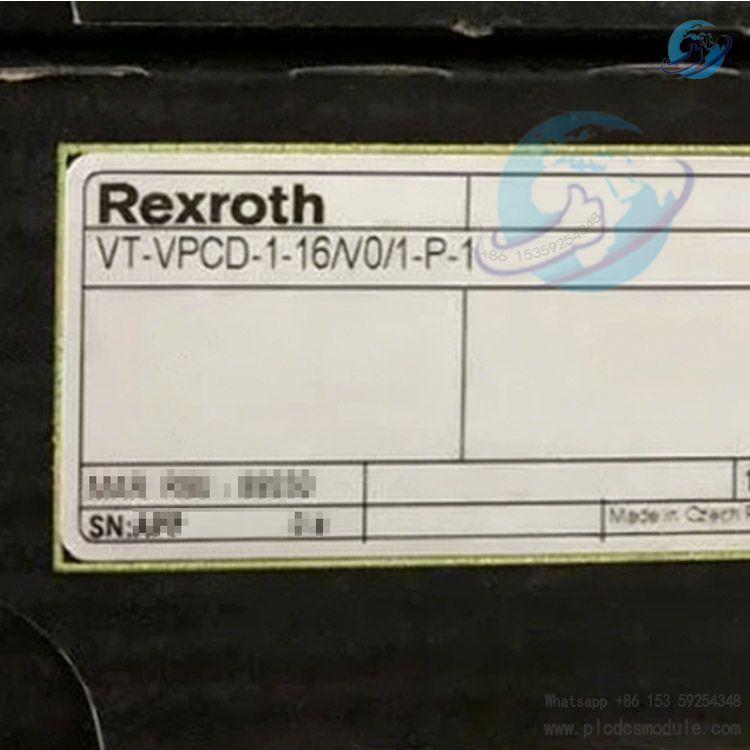 Rexroth
VT-VPCD-1-16/V0/1-P-1
+86 15359254348
SN:
Made in Czech
Whatsapp +86 153 59254348
www.plcdcsmodule.com